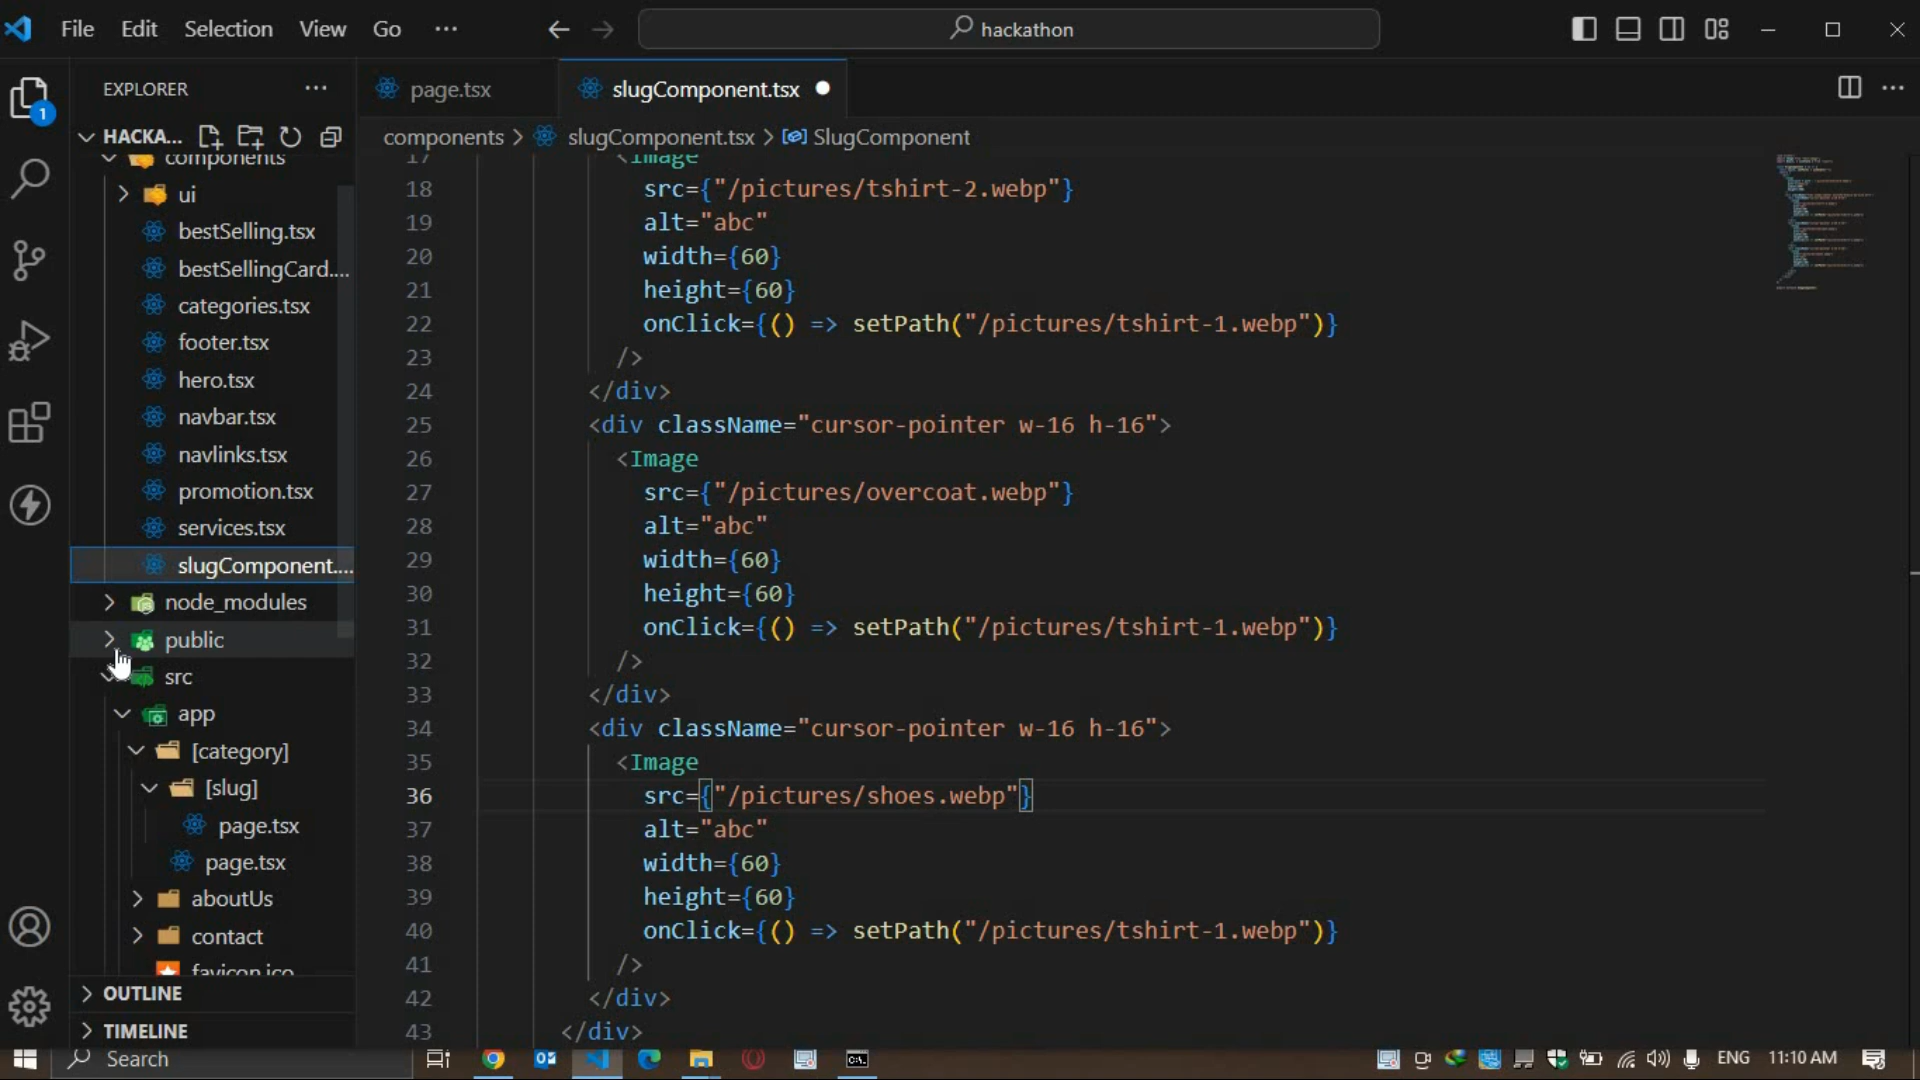 File Edit Selection View Go ··· hackathon
EXPLORER ···
page.tsx
slugComponent.tsx
HACKA...
components > slugComponent.tsx > SlugComponent
components
ui
bestSelling.tsx
bestSellingCard....
categories.tsx
footer.tsx
hero.tsx
navbar.tsx
navlinks.tsx
promotion.tsx
services.tsx
slugComponent....
node_modules
public
src
app
[category]
[slug]
page.tsx
page.tsx
aboutUs
contact
favicon.ico
OUTLINE
TIMELINE
17 <Image
18 src={"/pictures/tshirt-2.webp"}
19 alt="abc"
20 width={60}
21 height={60}
22 onClick={() => setPath("/pictures/tshirt-1.webp")}
23 />
24 </div>
25 <div className="cursor-pointer w-16 h-16">
26 <Image
27 src={"/pictures/overcoat.webp"}
28 alt="abc"
29 width={60}
30 height={60}
31 onClick={() => setPath("/pictures/tshirt-1.webp")}
32 />
33 </div>
34 <div className="cursor-pointer w-16 h-16">
35 <Image
36 src={"/pictures/shoes.webp"}
37 alt="abc"
38 width={60}
39 height={60}
40 onClick={() => setPath("/pictures/tshirt-1.webp")}
41 />
42 </div>
43 </div>
Search
ENG 11:10 AM